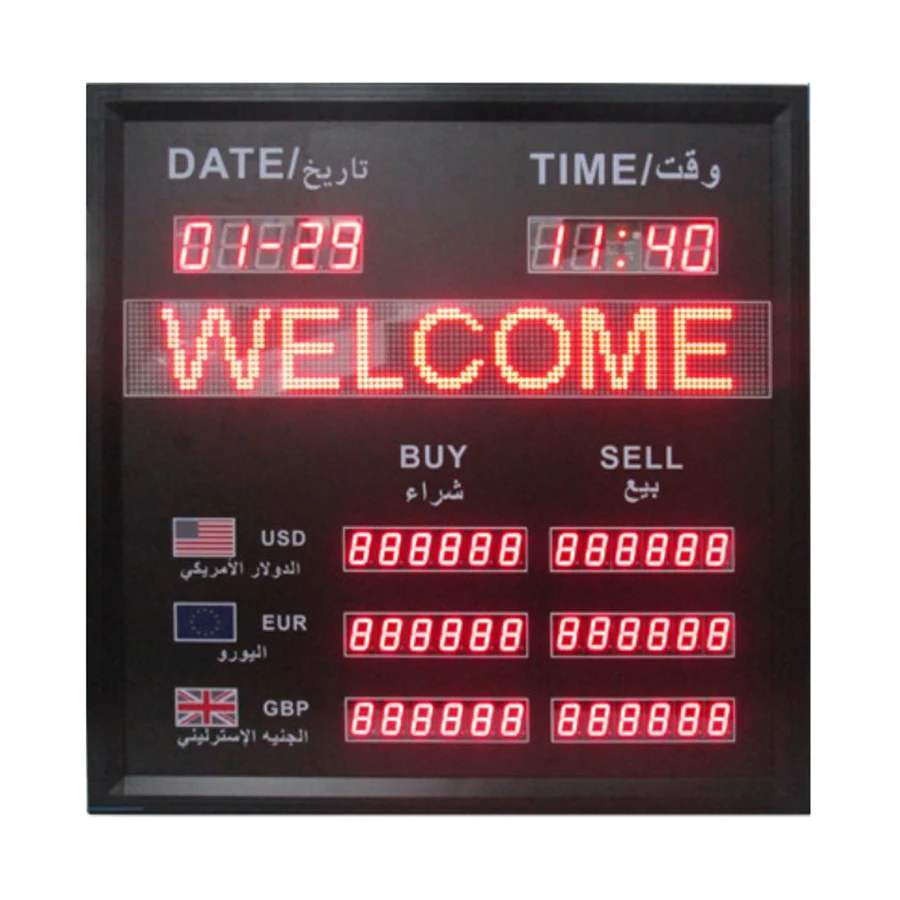 DATE/تاريخ TIME/وقت
01-29 11:40
WELCOME
BUY SELL
شراء بيع
USD 888888 888888
الدولار الأمريكي
EUR 888888 888888
اليورو
GBP 888888 888888
الجنيه الإسترليني